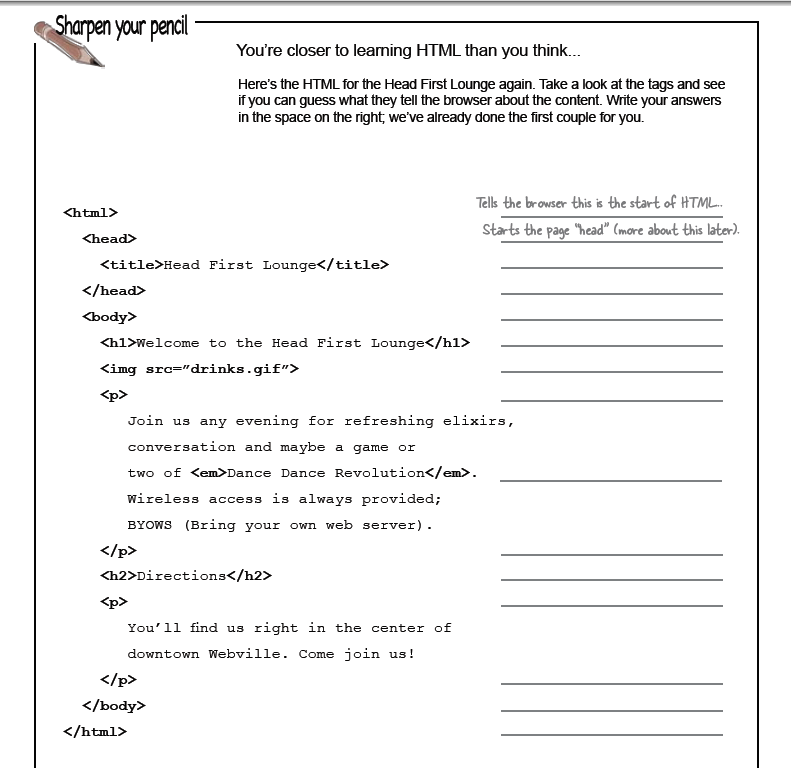 Sharpen your pencil
You're closer to learning HTML than you think...
Here's the HTML for the Head First Lounge again. Take a look at the tags and see
if you can guess what they tell the browser about the content. Write your answers
in the space on the right; we've already done the first couple for you.
<html> Tells the browser this is the start of HTML...
<head> Starts the page "head" (more about this later).
<title>Head First Lounge</title>
</head>
<body>
<h1>Welcome to the Head First Lounge</h1>
<img src="drinks.gif">
<p>
Join us any evening for refreshing elixirs,
conversation and maybe a game or
two of <em>Dance Dance Revolution</em>.
Wireless access is always provided;
BYOWS (Bring your own web server).
</p>
<h2>Directions</h2>
<p>
You'll find us right in the center of
downtown Webville. Come join us!
</p>
</body>
</html>